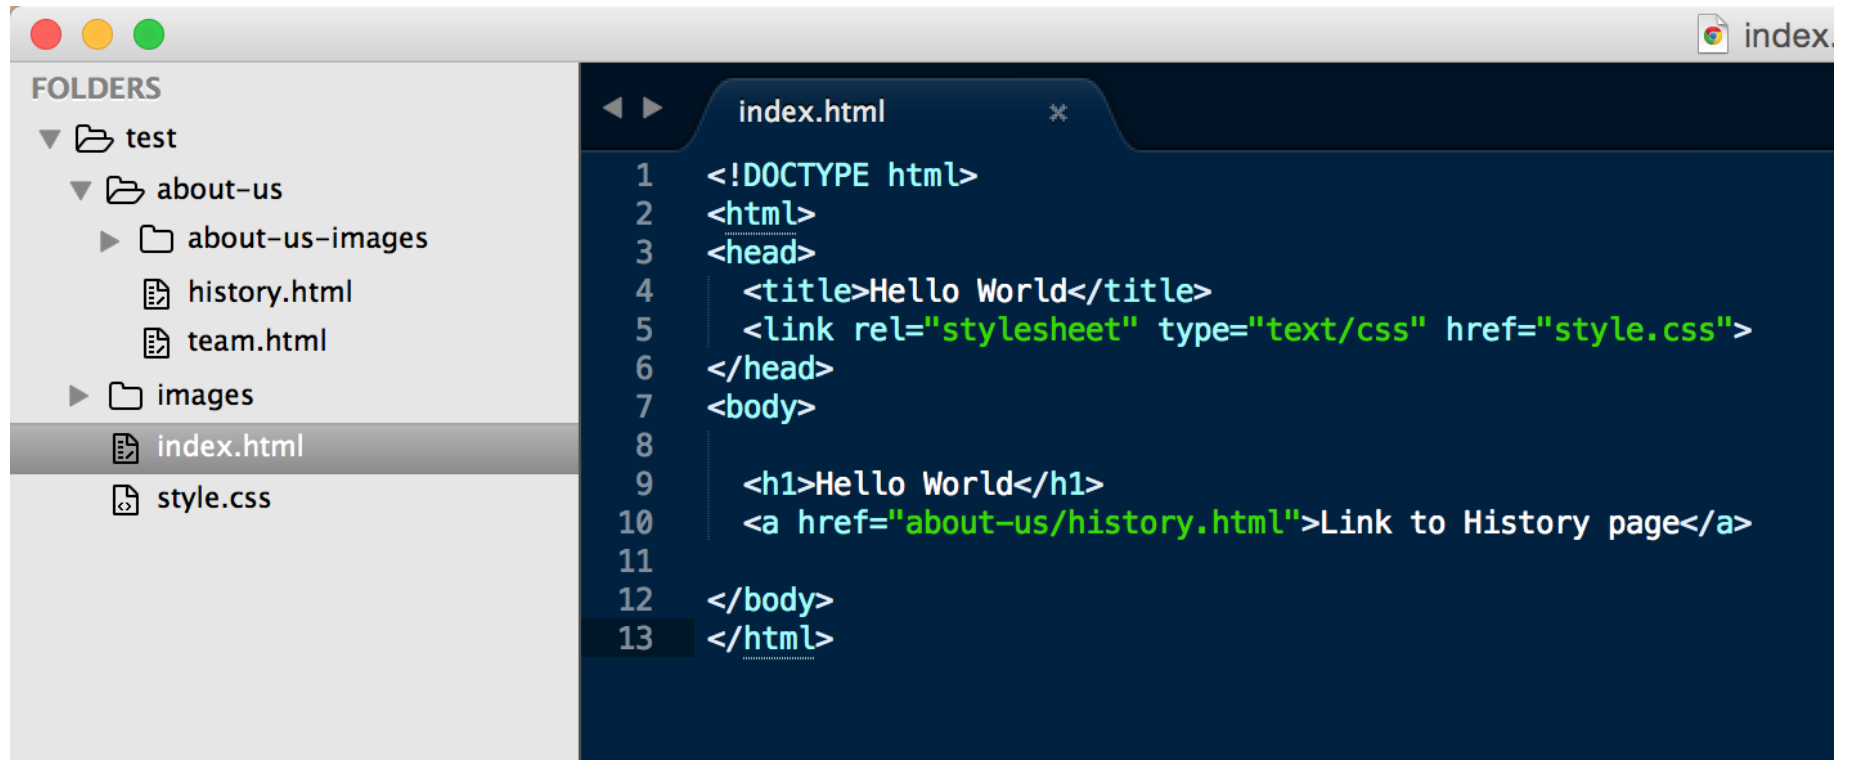 index.
FOLDERS
test
about-us
about-us-images
history.html
team.html
images
index.html
style.css
index.html
1 <!DOCTYPE html>
2 <html>
3 <head>
4   <title>Hello World</title>
5   <link rel="stylesheet" type="text/css" href="style.css">
6 </head>
7 <body>
8
9   <h1>Hello World</h1>
10   <a href="about-us/history.html">Link to History page</a>
11
12 </body>
13 </html>